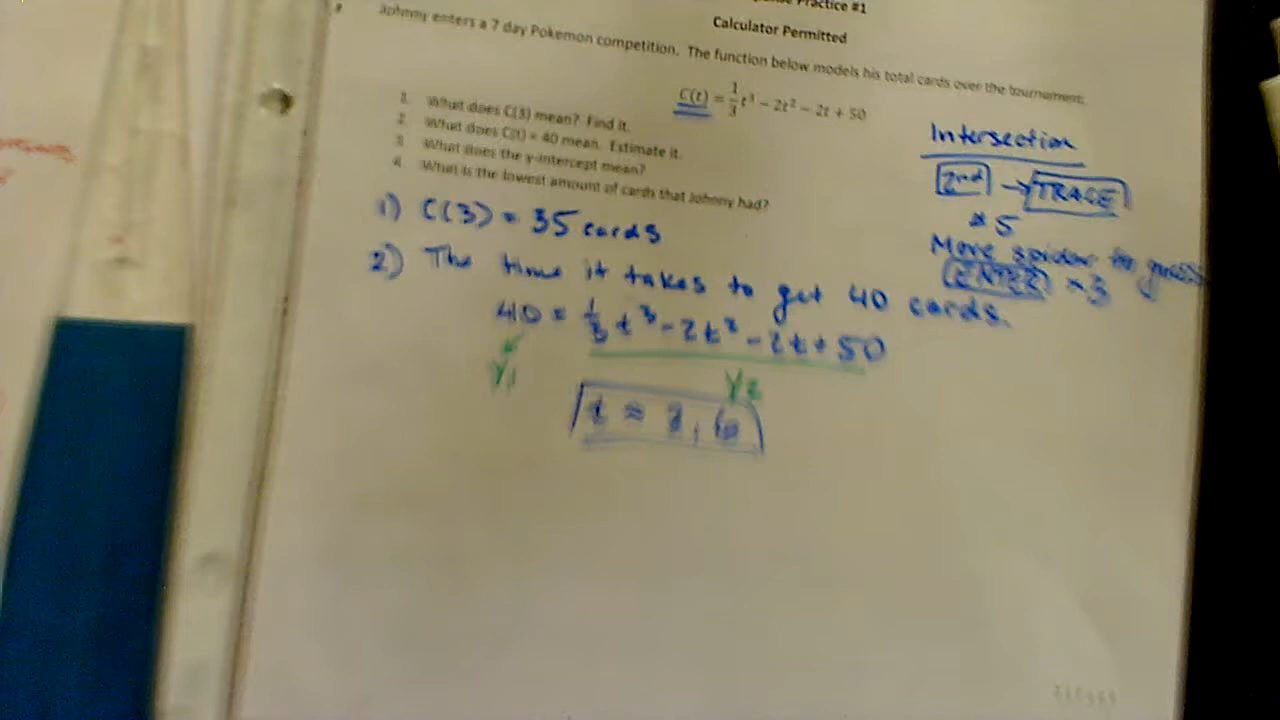 Practice #1
Calculator Permitted
Johnny enters a 7 day Pokemon competition. The function below models his total cards over the tournament.
C(t) = 1/3 t³ − 2t² − 2t + 50
1. What does C(3) mean? Find it.
2. What does C(t) = 40 mean. Estimate it.
3. What does the y-intercept mean?
4. What is the lowest amount of cards that Johnny had?
Intersection
2nd → TRACE
* 5
Move spider to guess
ENTER × 3
1) C(3) = 35 cards
2) The time it takes to get 40 cards.
40 = 1/3 t³ - 2t² - 2t + 50
Y1
Y2
t ≈